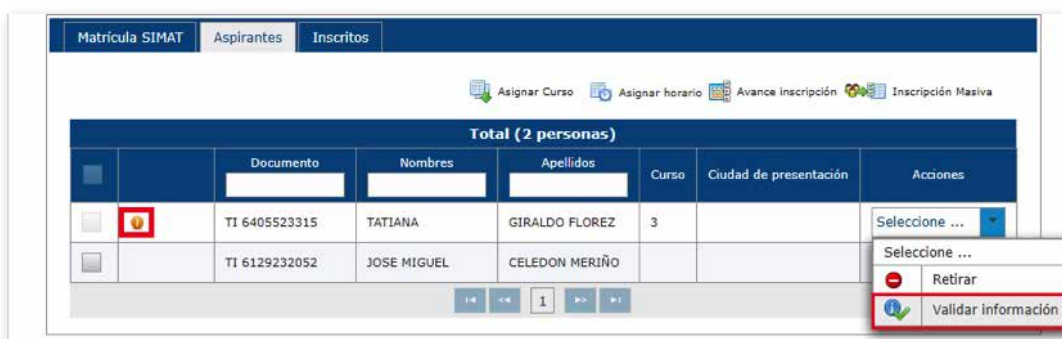 Matrícula SIMAT Aspirantes Inscritos
Asignar Curso Asignar horario Avance inscripción Inscripción Masiva
Total (2 personas)
Documento Nombres Apellidos Curso Ciudad de presentación Acciones
TI 6405523315 TATIANA GIRALDO FLOREZ 3 Seleccione ...
TI 6129232052 JOSE MIGUEL CELEDON MERIÑO
Seleccione ...
Retirar
Validar información
1